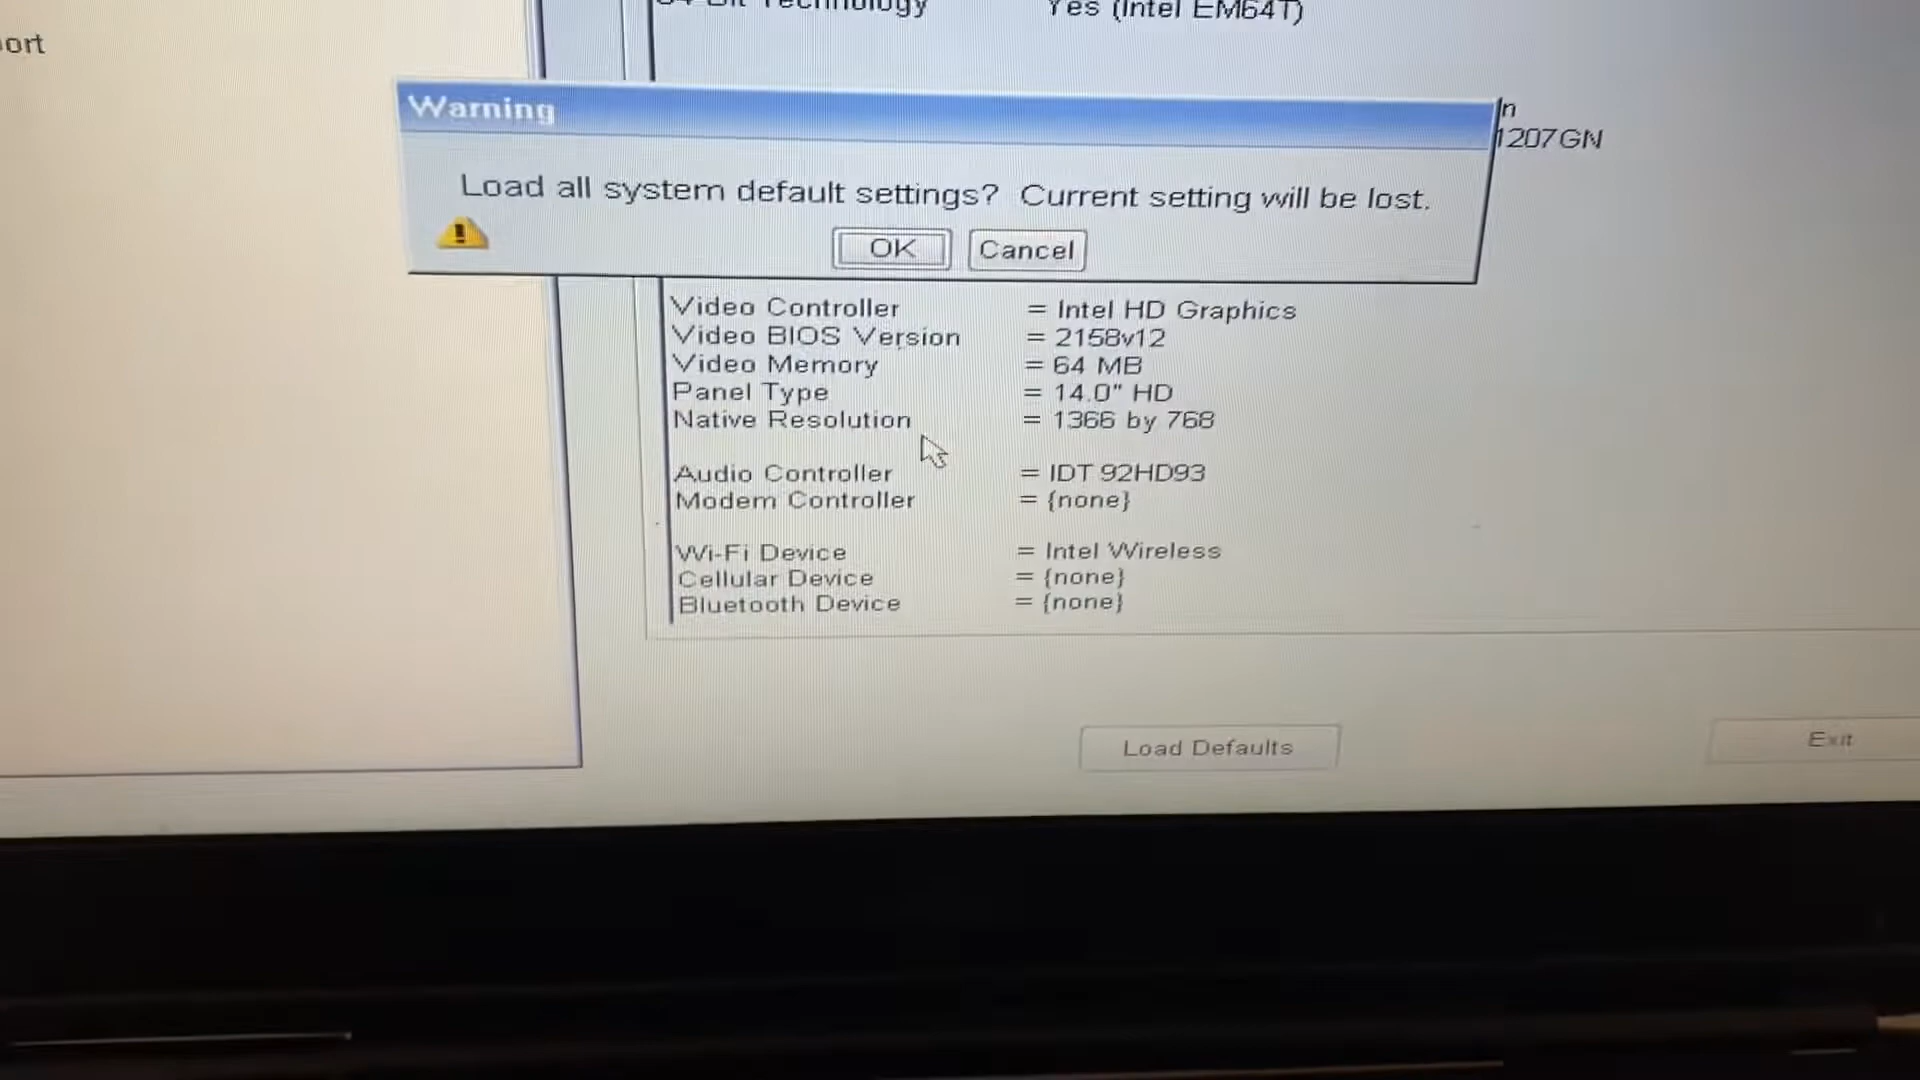 Bit Technology Yes (Intel EM64T)
ort
Warning
n
1207GN
Load all system default settings? Current setting will be lost.
OK Cancel
Video Controller = Intel HD Graphics
Video BIOS Version = 2158v12
Video Memory = 64 MB
Panel Type = 14.0" HD
Native Resolution = 1366 by 768
Audio Controller = IDT 92HD93
Modem Controller = {none}
Wi-Fi Device = Intel Wireless
Cellular Device = {none}
Bluetooth Device = {none}
Load Defaults Exit